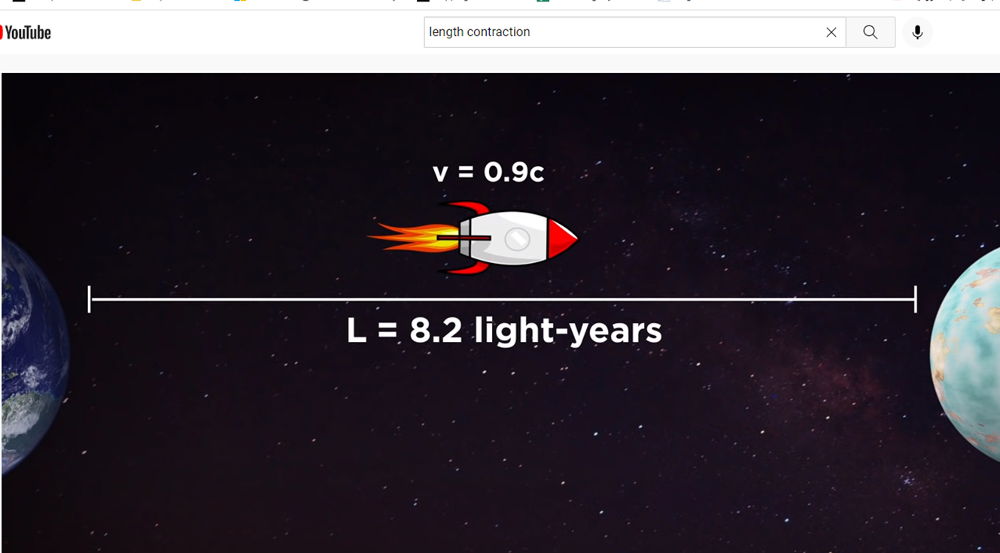 YouTube
length contraction
v = 0.9c
L = 8.2 light-years